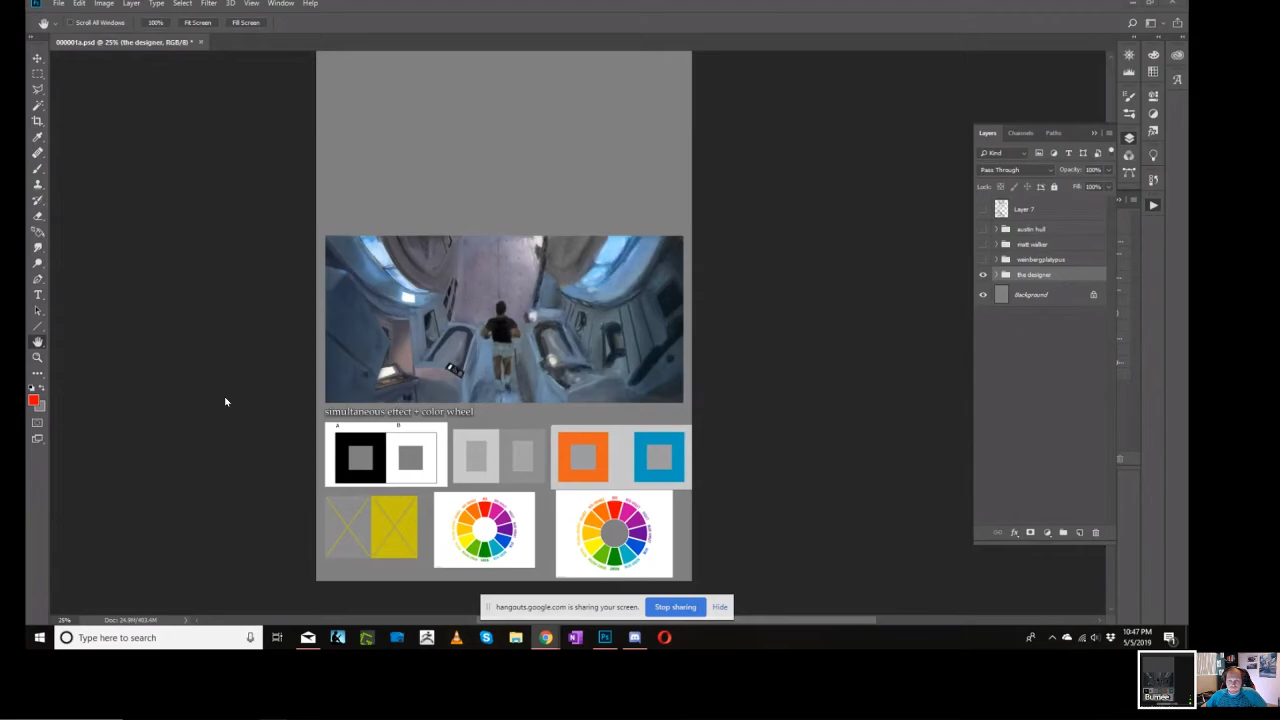 File Edit Image Layer Type Select Filter 3D View Window Help
Scroll All Windows 100% Fit Screen Fill Screen
000001a.psd @ 25% (the designer, RGB/8) *
Layers Channels Paths
Kind
Pass Through Opacity: 100%
Lock: Fill: 100%
Layer 7
austin hull
matt walker
weinbergplatypus
the designer
Background
simultaneous effect + color wheel
A B
25% Doc: 24.9M/403.4M
hangouts.google.com is sharing your screen. Stop sharing Hide
Type here to search
10:47 PM
5/5/2019
Burnee